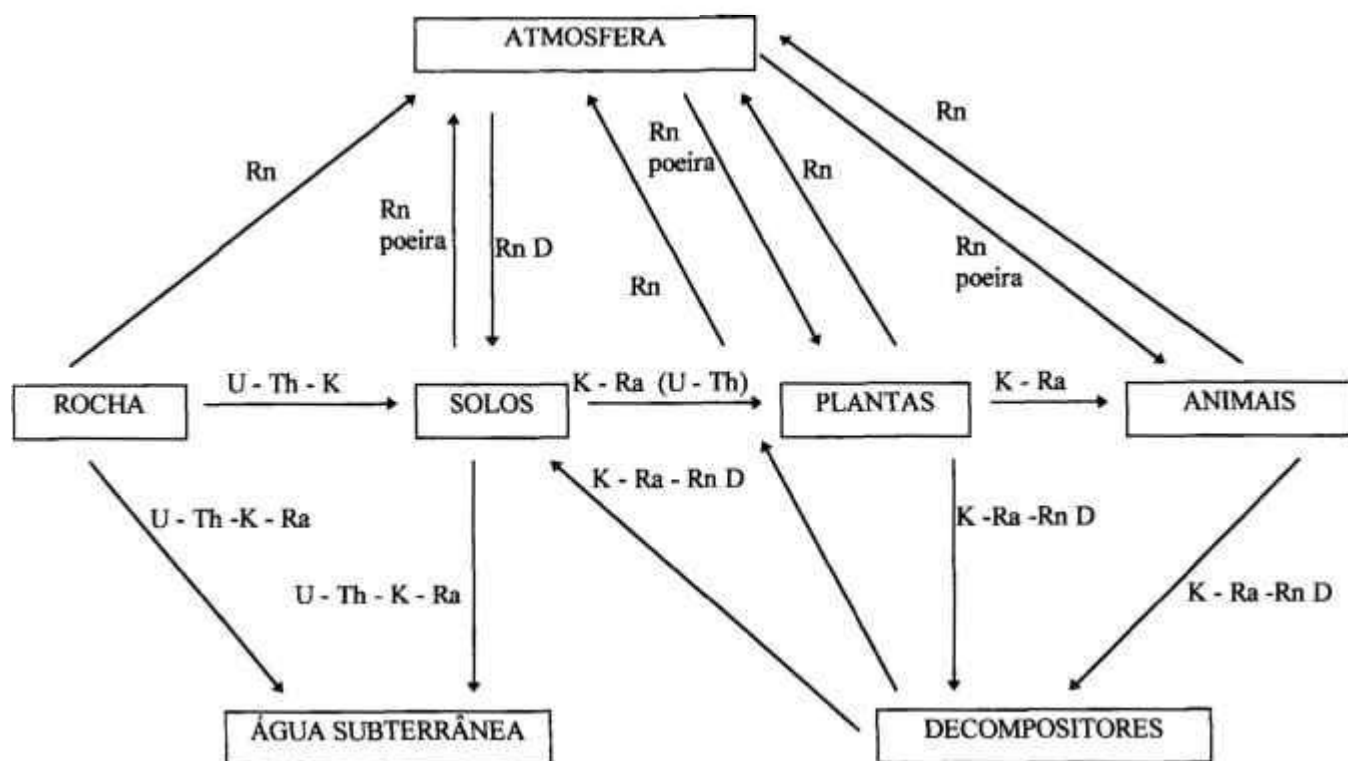 ATMOSFERA
Rn
Rn
poeira
Rn D
Rn
Rn
poeira
Rn
Rn
Rn
poeira
ROCHA
U - Th - K
SOLOS
K - Ra (U - Th)
PLANTAS
K - Ra
ANIMAIS
U - Th -K - Ra
U - Th - K - Ra
K - Ra - Rn D
K -Ra -Rn D
K - Ra -Rn D
ÁGUA SUBTERRÂNEA
DECOMPOSITORES